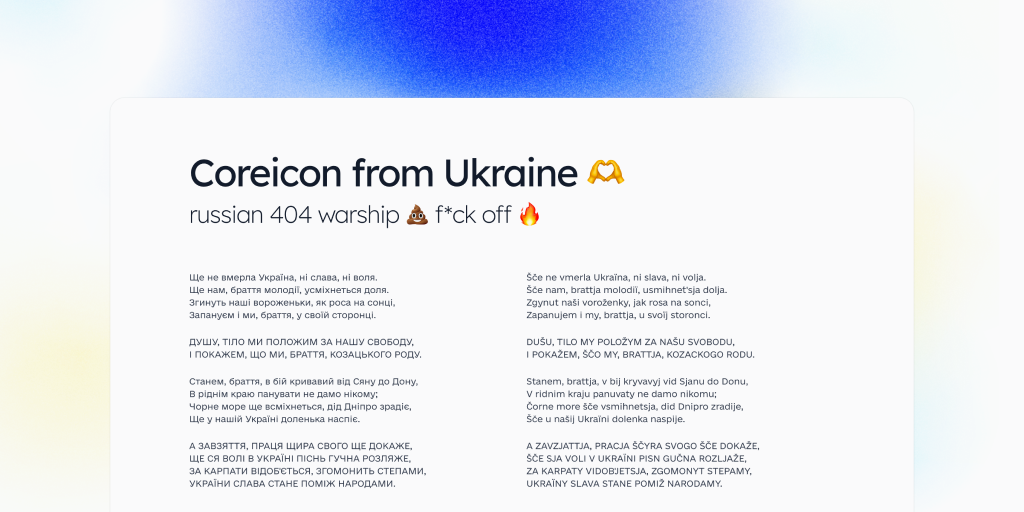 Coreicon from Ukraine 🫶
russian 404 warship 💩 f*ck off 🔥
Ще не вмерла Україна, ні слава, ні воля.
Ще нам, браття молодії, усміхнеться доля.
Згинуть наші вороженьки, як роса на сонці,
Запануєм і ми, браття, у своїй сторонці.
ДУШУ, ТІЛО МИ ПОЛОЖИМ ЗА НАШУ СВОБОДУ,
І ПОКАЖЕМ, ЩО МИ, БРАТТЯ, КОЗАЦЬКОГО РОДУ.
Станем, браття, в бій кривавий від Сяну до Дону,
В ріднім краю панувати не дамо нікому;
Чорне море ще всміхнеться, дід Дніпро зрадіє,
Ще у нашій Україні доленька наспіє.
А ЗАВЗЯТТЯ, ПРАЦЯ ЩИРА СВОГО ЩЕ ДОКАЖЕ,
ЩЕ СЯ ВОЛІ В УКРАЇНІ ПІСНЬ ГУЧНА РОЗЛЯЖЕ,
ЗА КАРПАТИ ВІДОБ'ЄТЬСЯ, ЗГОМОНИТЬ СТЕПАМИ,
УКРАЇНИ СЛАВА СТАНЕ ПОМІЖ НАРОДАМИ.
Šče ne vmerla Ukraїna, ni slava, ni volja.
Šče nam, brattja molodiї, usmihnet'sja dolja.
Zgynut naši voroženky, jak rosa na sonci,
Zapanujem i my, brattja, u svoїj storonci.
DUŠU, TILO MY POLOŽYM ZA NAŠU SVOBODU,
I POKAŽEM, ŠČO MY, BRATTJA, KOZACKOGO RODU.
Stanem, brattja, v bij kryvavyj vid Sjanu do Donu,
V ridnim kraju panuvaty ne damo nikomu;
Čorne more šče vsmihnetsja, did Dnipro zradije,
Šče u našij Ukraїni dolenka naspije.
A ZAVZJATTJA, PRACJA ŠČYRA SVOGO ŠČE DOKAŽE,
ŠČE SJA VOLI V UKRAЇNI PISN GUČNA ROZLJAŽE,
ZA KARPATY VIDOBʹJETSJA, ZGOMONYT STEPAMY,
UKRAЇNY SLAVA STANE POMIŽ NARODAMY.